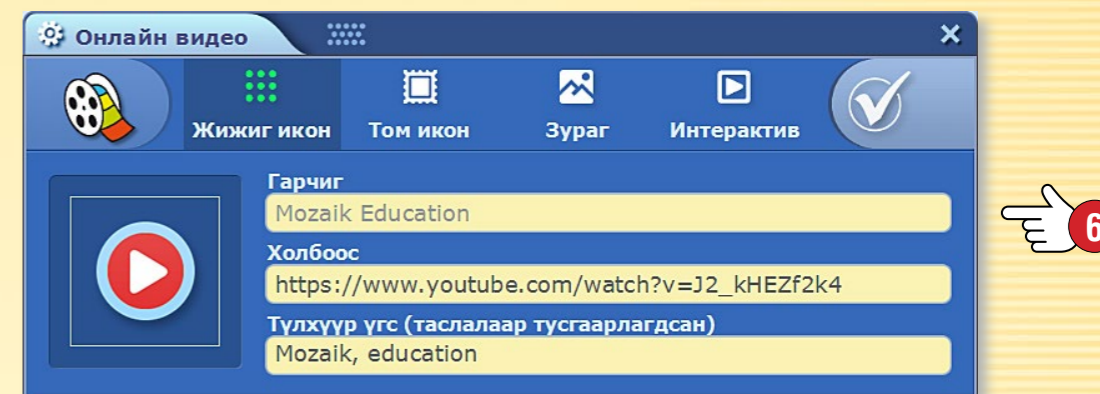 Онлайн видео
Жижиг икон Том икон Зураг Интерактив
Гарчиг
Mozaik Education
Холбоос
https://www.youtube.com/watch?v=J2_kHEZf2k4
Түлхүүр үгс (таслалаар тусгаарлагдсан)
Mozaik, education
6